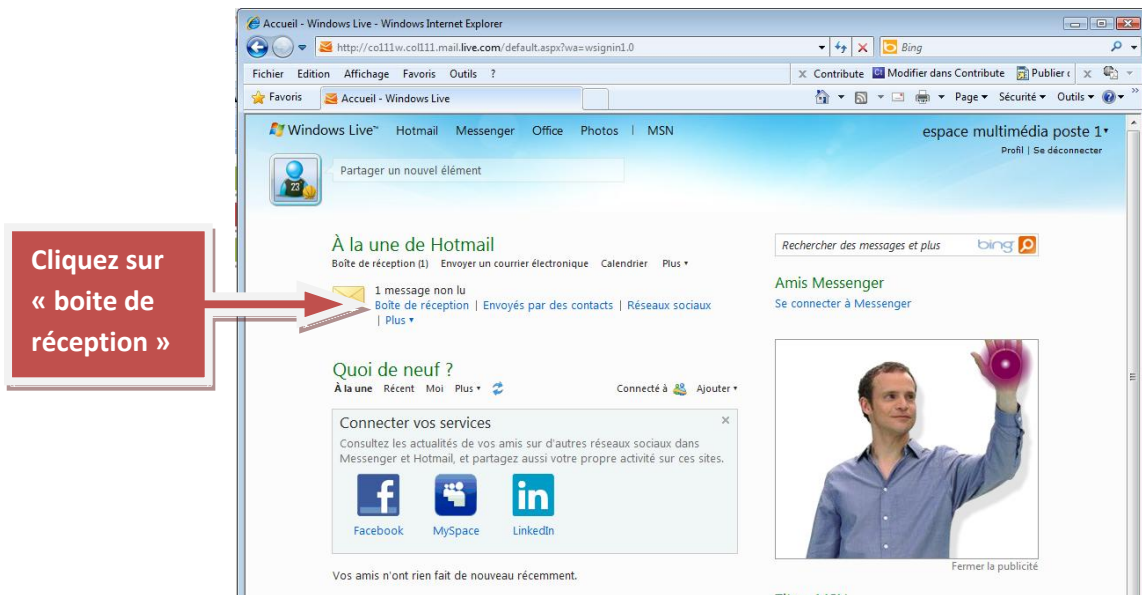 Accueil - Windows Live - Windows Internet Explorer
http://co111w.col111.mail.live.com/default.aspx?wa=wsignin1.0
Bing
Fichier Edition Affichage Favoris Outils ?
x Contribute Modifier dans Contribute Publier x
Favoris
Accueil - Windows Live
Page Sécurité Outils
Windows Live™ Hotmail Messenger Office Photos | MSN
espace multimédia poste 1
Profil | Se déconnecter
23
Partager un nouvel élément
Cliquez sur
« boite de
réception »
À la une de Hotmail
Boîte de réception (1) Envoyer un courrier électronique Calendrier Plus
1 message non lu
Boîte de réception | Envoyés par des contacts | Réseaux sociaux
| Plus
Rechercher des messages et plus bing
Amis Messenger
Se connecter à Messenger
Quoi de neuf ?
À la une Récent Moi Plus
Connecté à Ajouter
Connecter vos services
Consultez les actualités de vos amis sur d'autres réseaux sociaux dans
Messenger et Hotmail, et partagez aussi votre propre activité sur ces sites.
f
in
Facebook MySpace LinkedIn
Vos amis n'ont rien fait de nouveau récemment.
Fermer la publicité